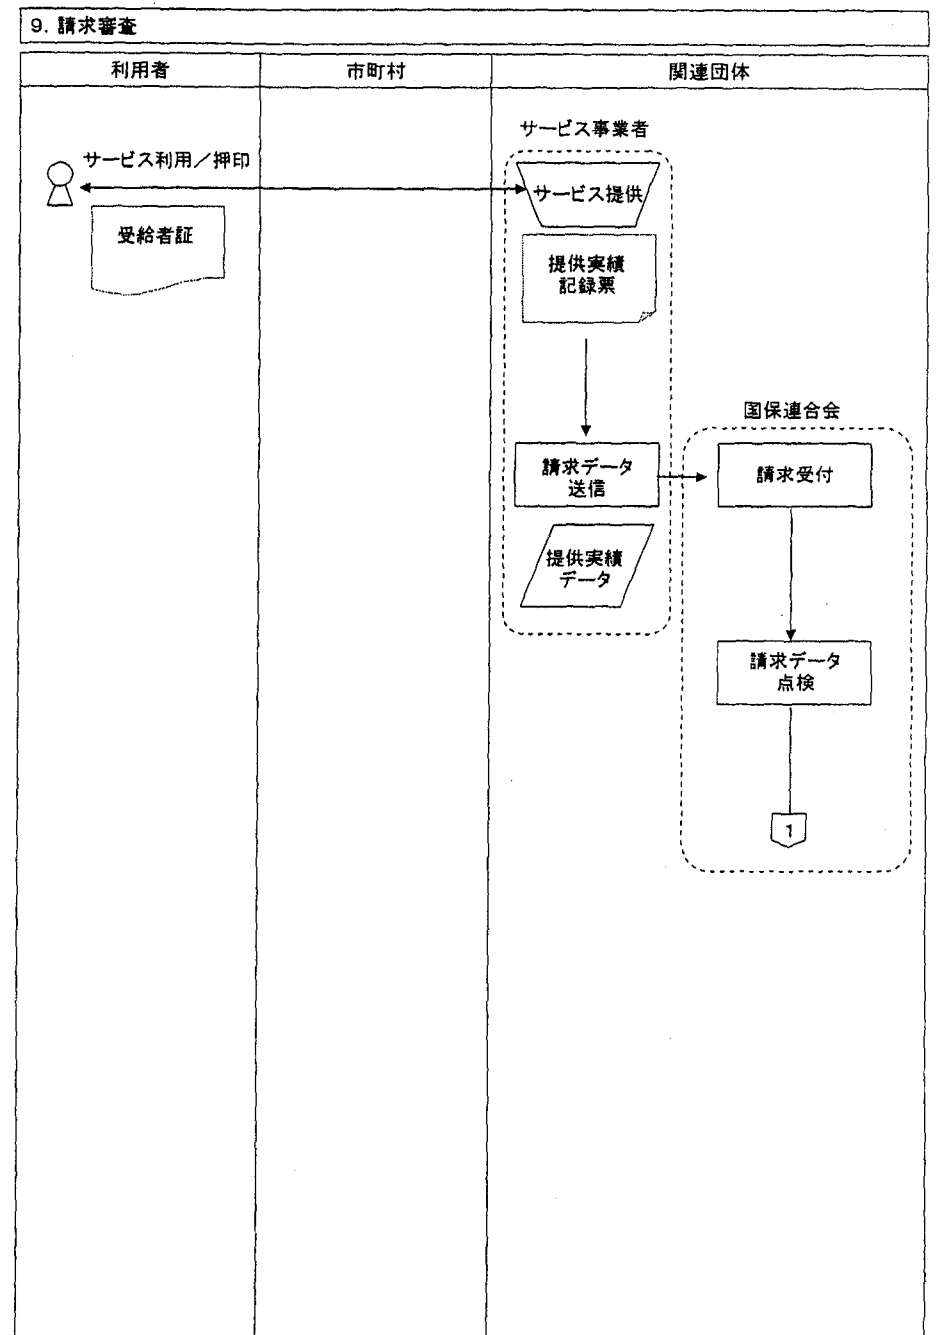 9. 請求審査
利用者
市町村
関連団体
サービス事業者
サービス利用／押印
サービス提供
受給者証
提供実績
記録票
国保連合会
請求データ
送信
請求受付
提供実績
データ
請求データ
点検
1